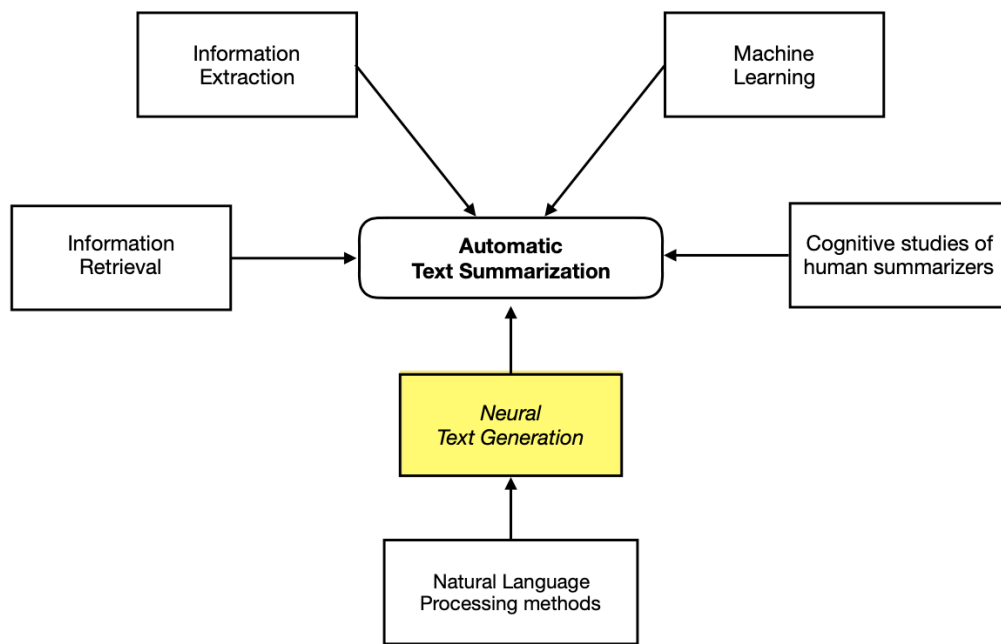 Information
Extraction
Machine
Learning
Information
Retrieval
Automatic
Text Summarization
Cognitive studies of
human summarizers
Neural
Text Generation
Natural Language
Processing methods